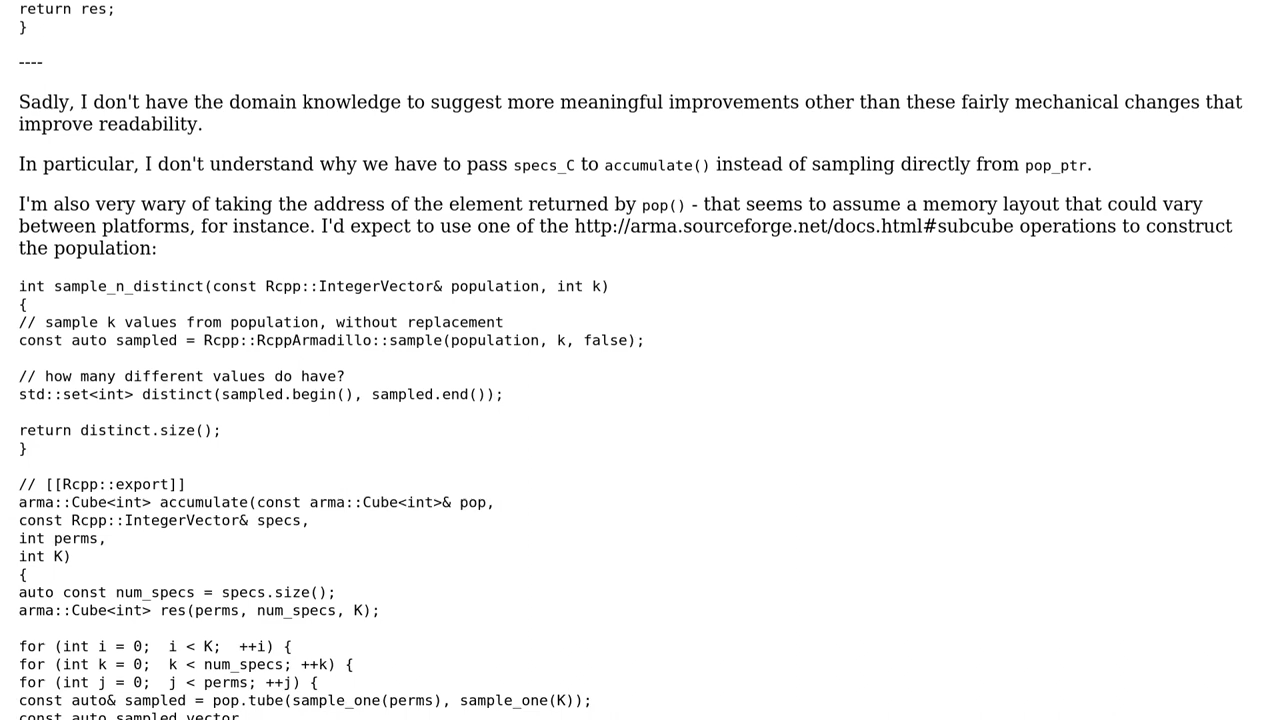 return res;
}
----
Sadly, I don't have the domain knowledge to suggest more meaningful improvements other than these fairly mechanical changes that
improve readability.
In particular, I don't understand why we have to pass specs_C to accumulate() instead of sampling directly from pop_ptr.
I'm also very wary of taking the address of the element returned by pop() - that seems to assume a memory layout that could vary
between platforms, for instance. I'd expect to use one of the http://arma.sourceforge.net/docs.html#subcube operations to construct
the population:
int sample_n_distinct(const Rcpp::IntegerVector& population, int k)
{
// sample k values from population, without replacement
const auto sampled = Rcpp::RcppArmadillo::sample(population, k, false);
// how many different values do have?
std::set<int> distinct(sampled.begin(), sampled.end());
return distinct.size();
}
// [[Rcpp::export]]
arma::Cube<int> accumulate(const arma::Cube<int>& pop,
const Rcpp::IntegerVector& specs,
int perms,
int K)
{
auto const num_specs = specs.size();
arma::Cube<int> res(perms, num_specs, K);
for (int i = 0;  i < K;  ++i) {
for (int k = 0;  k < num_specs; ++k) {
for (int j = 0;  j < perms; ++j) {
const auto& sampled = pop.tube(sample_one(perms), sample_one(K));
const auto sampled_vector